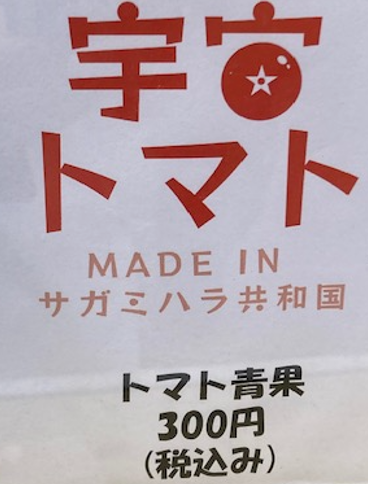 宇宙
トマト
MADE IN
サガミハラ共和国
トマト青果
300円
(税込み)